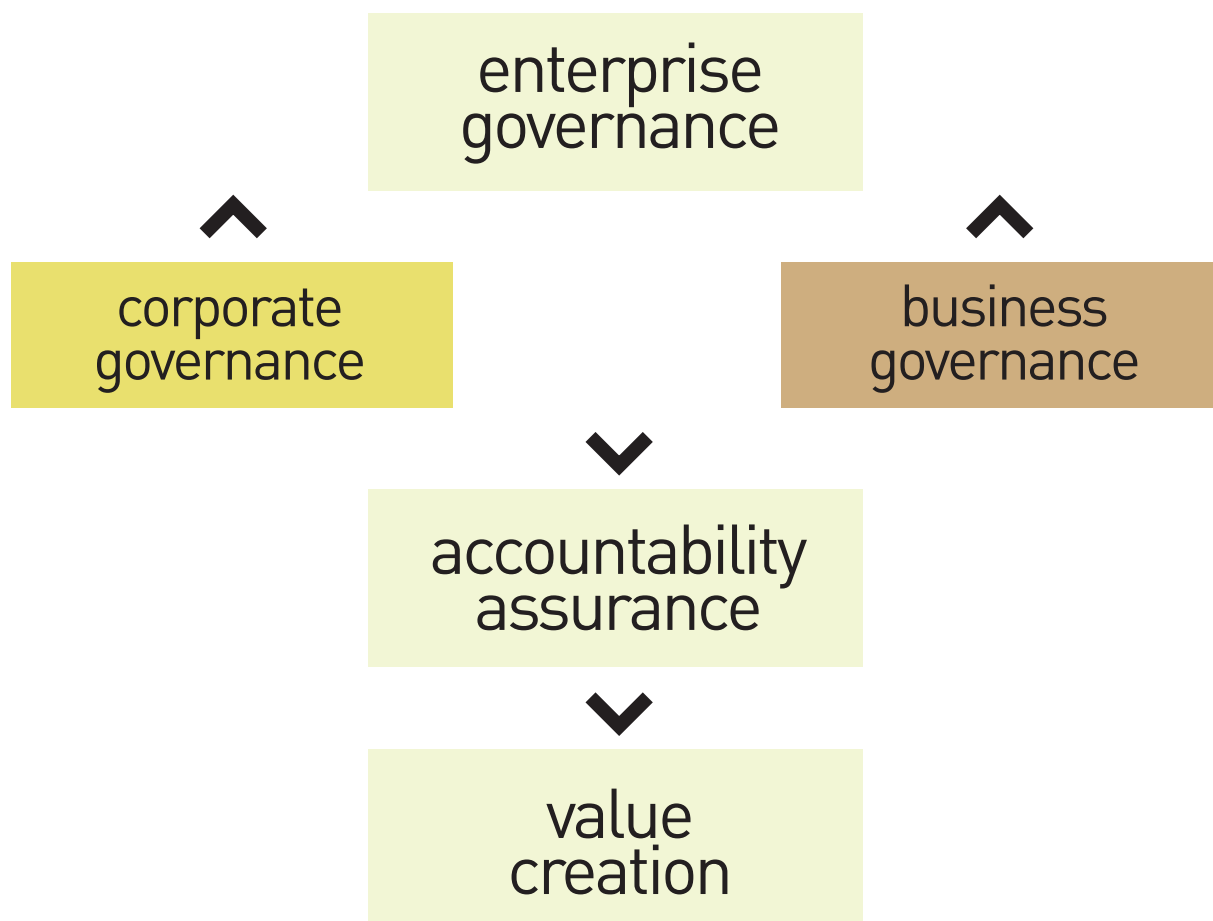 enterprise
governance
corporate
governance
business
governance
accountability
assurance
value
creation